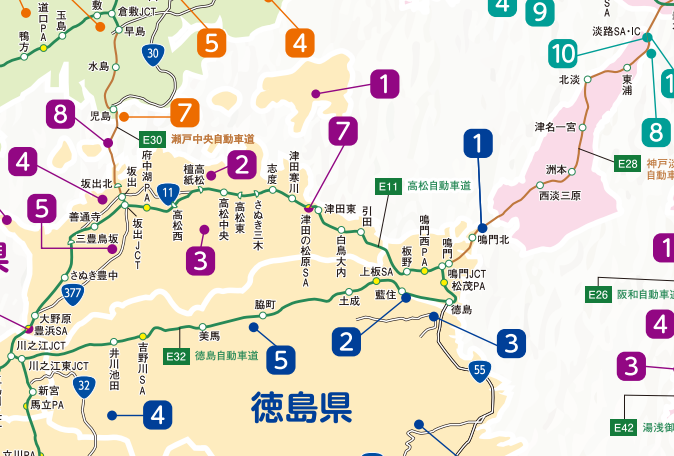 道口PA
玉島
鴨方
倉敷JCT
早島
水島
児島
30
5
4
7
1
8
E30 瀬戸中央自動車道
4
5
坂出北
坂出
府中湖PA
11
檀紙
高松
2
善通寺
三豊鳥坂
坂出JCT
高松西
高松中央
高松東
さぬき三木
志度
津田寒川
7
津田の松原SA
津田東
引田
白鳥大内
E11 高松自動車道
3
さぬき豊中
377
大野原
豊浜SA
川之江JCT
川之江東JCT
新宮
馬立PA
立川PA
井川池田
吉野川SA
美馬
脇町
土成
上板SA
藍住
板野
鳴門西PA
鳴門
鳴門北
鳴門JCT
松茂PA
徳島
1
2
3
5
4
E32 徳島自動車道
32
55
徳島県
4
9
10
淡路SA・IC
北淡
東浦
8
津名一宮
洲本
西淡三原
E28
1
E26 阪和自動車道
4
3
E42